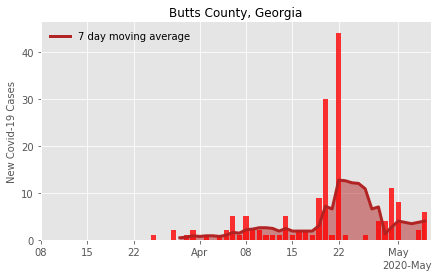 Butts County, Georgia
7 day moving average
New Covid-19 Cases
40
30
20
10
0
08
15
22
Apr
08
15
22
May
2020-May